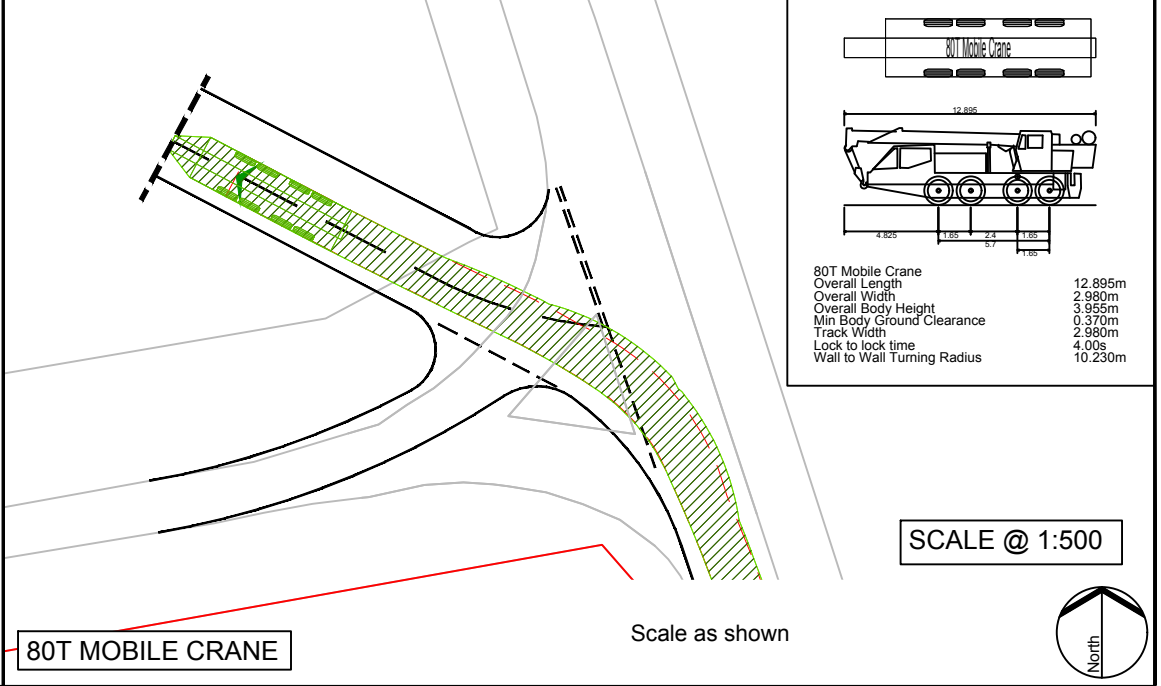 80T Mobile Crane
12.895
4.825
1.65
2.4
1.65
5.7
1.65
80T Mobile Crane
Overall Length 12.895m
Overall Width 2.980m
Overall Body Height 3.955m
Min Body Ground Clearance 0.370m
Track Width 2.980m
Lock to lock time 4.00s
Wall to Wall Turning Radius 10.230m
SCALE @ 1:500
Scale as shown
80T MOBILE CRANE
North